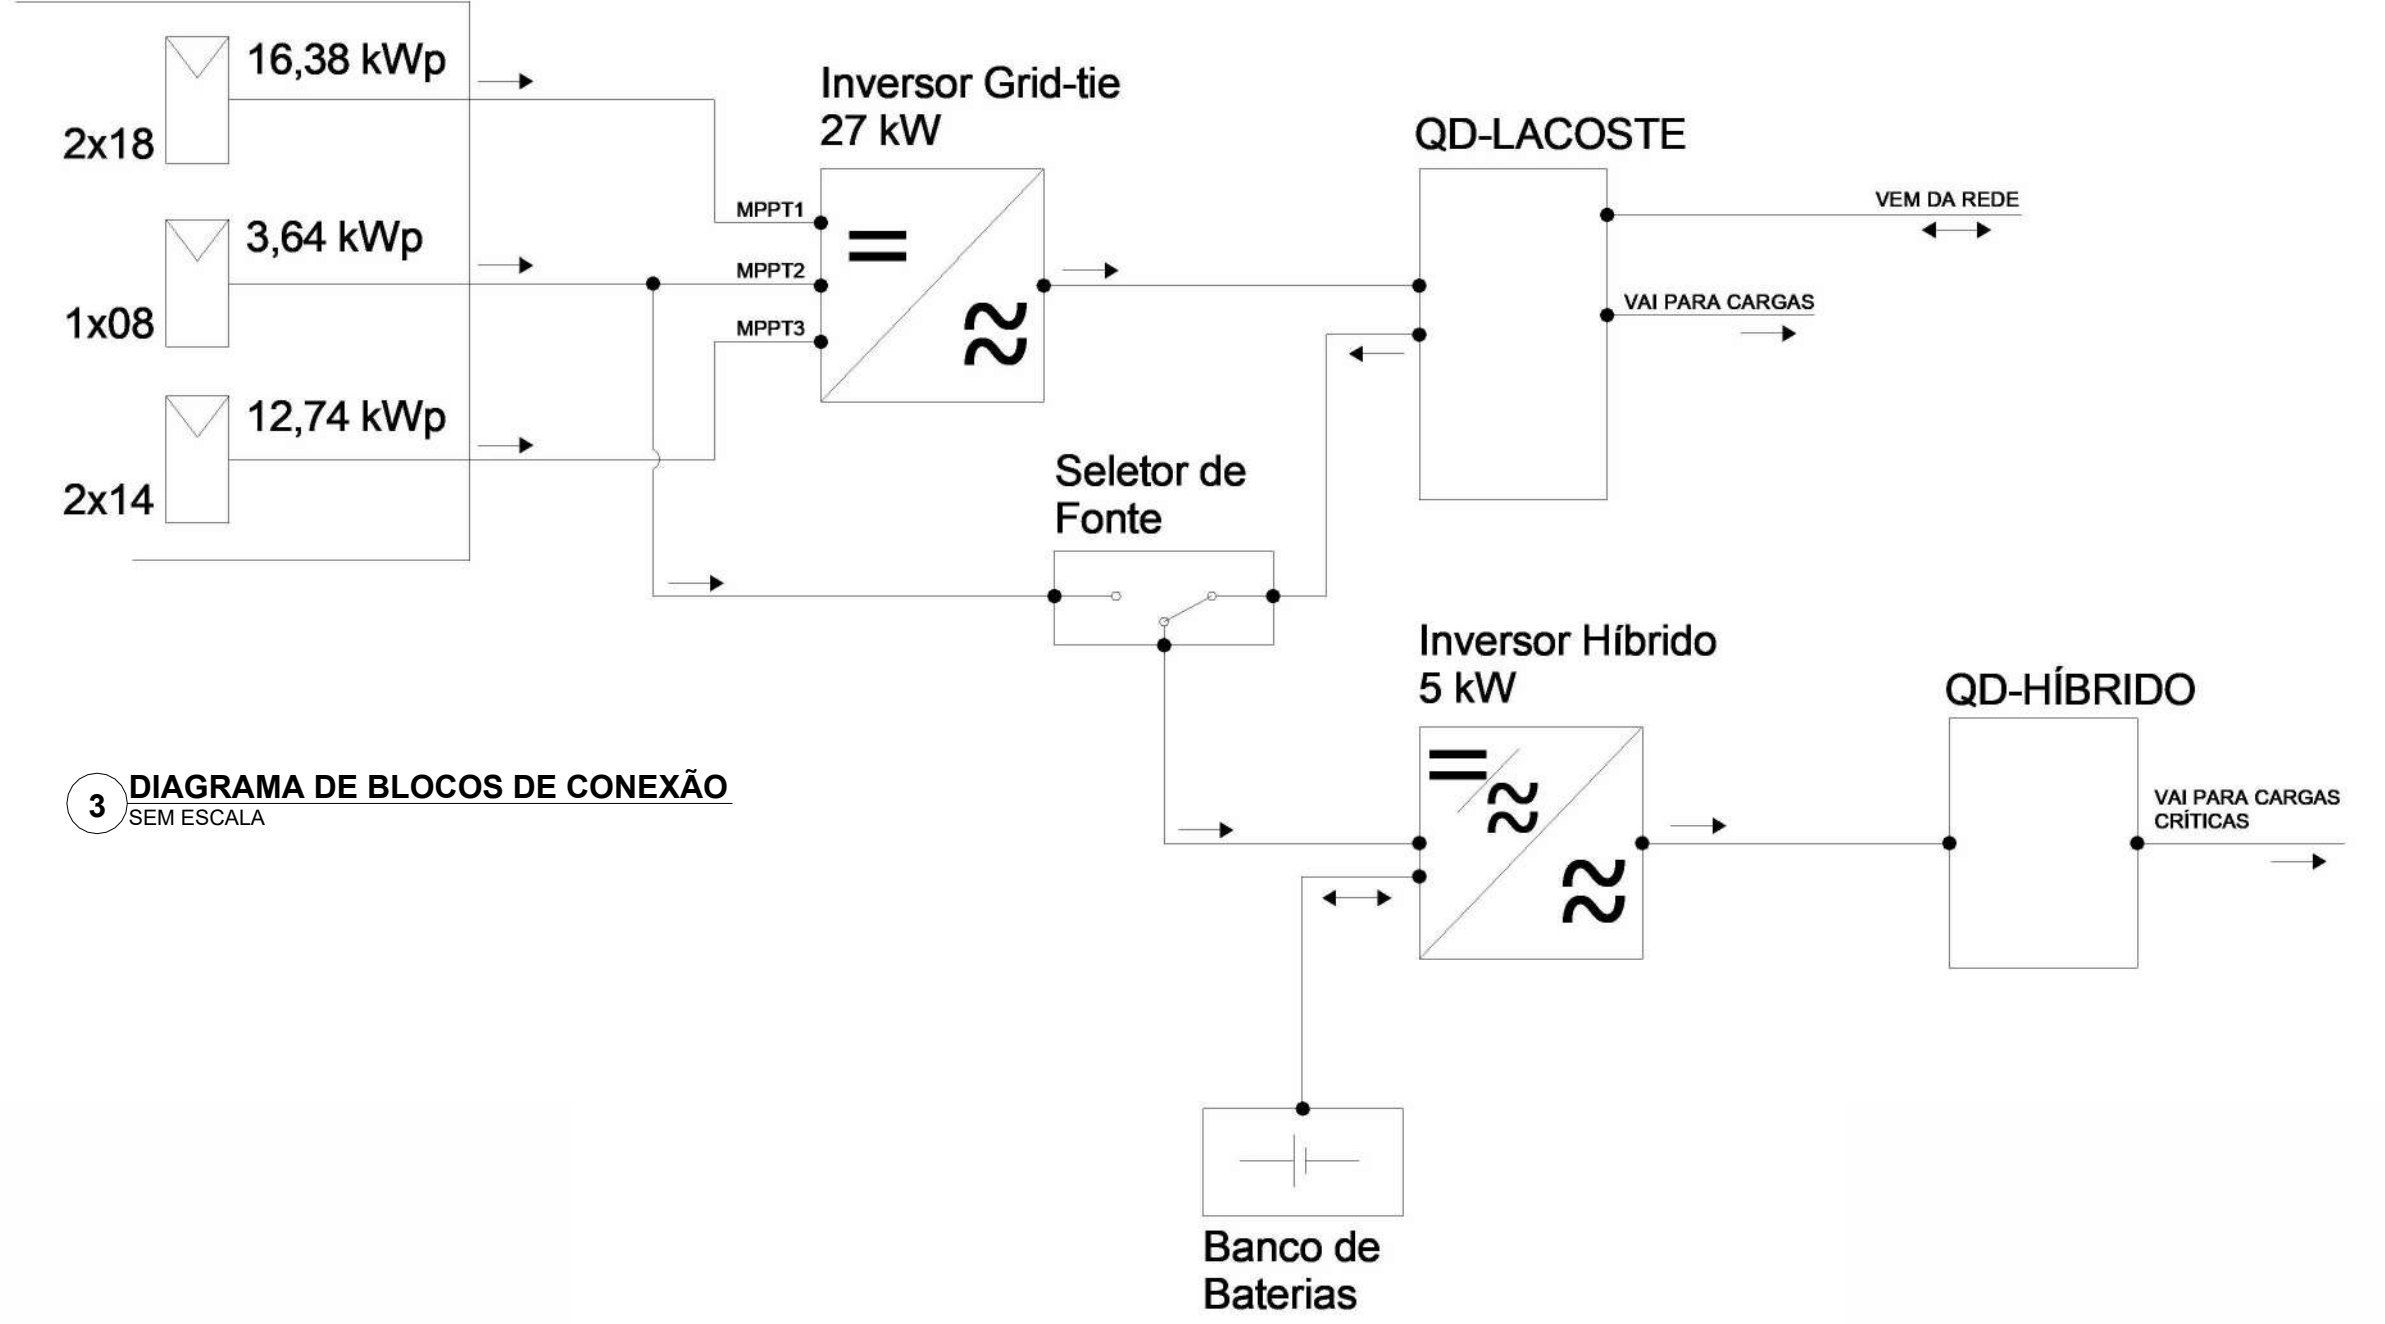 16,38 kWp
2x18
3,64 kWp
1x08
12,74 kWp
2x14
Inversor Grid-tie
27 kW
MPPT1
MPPT2
MPPT3
QD-LACOSTE
VEM DA REDE
VAI PARA CARGAS
Seletor de
Fonte
Inversor Híbrido
5 kW
QD-HÍBRIDO
VAI PARA CARGAS
CRÍTICAS
3
DIAGRAMA DE BLOCOS DE CONEXÃO
SEM ESCALA
Banco de
Baterias